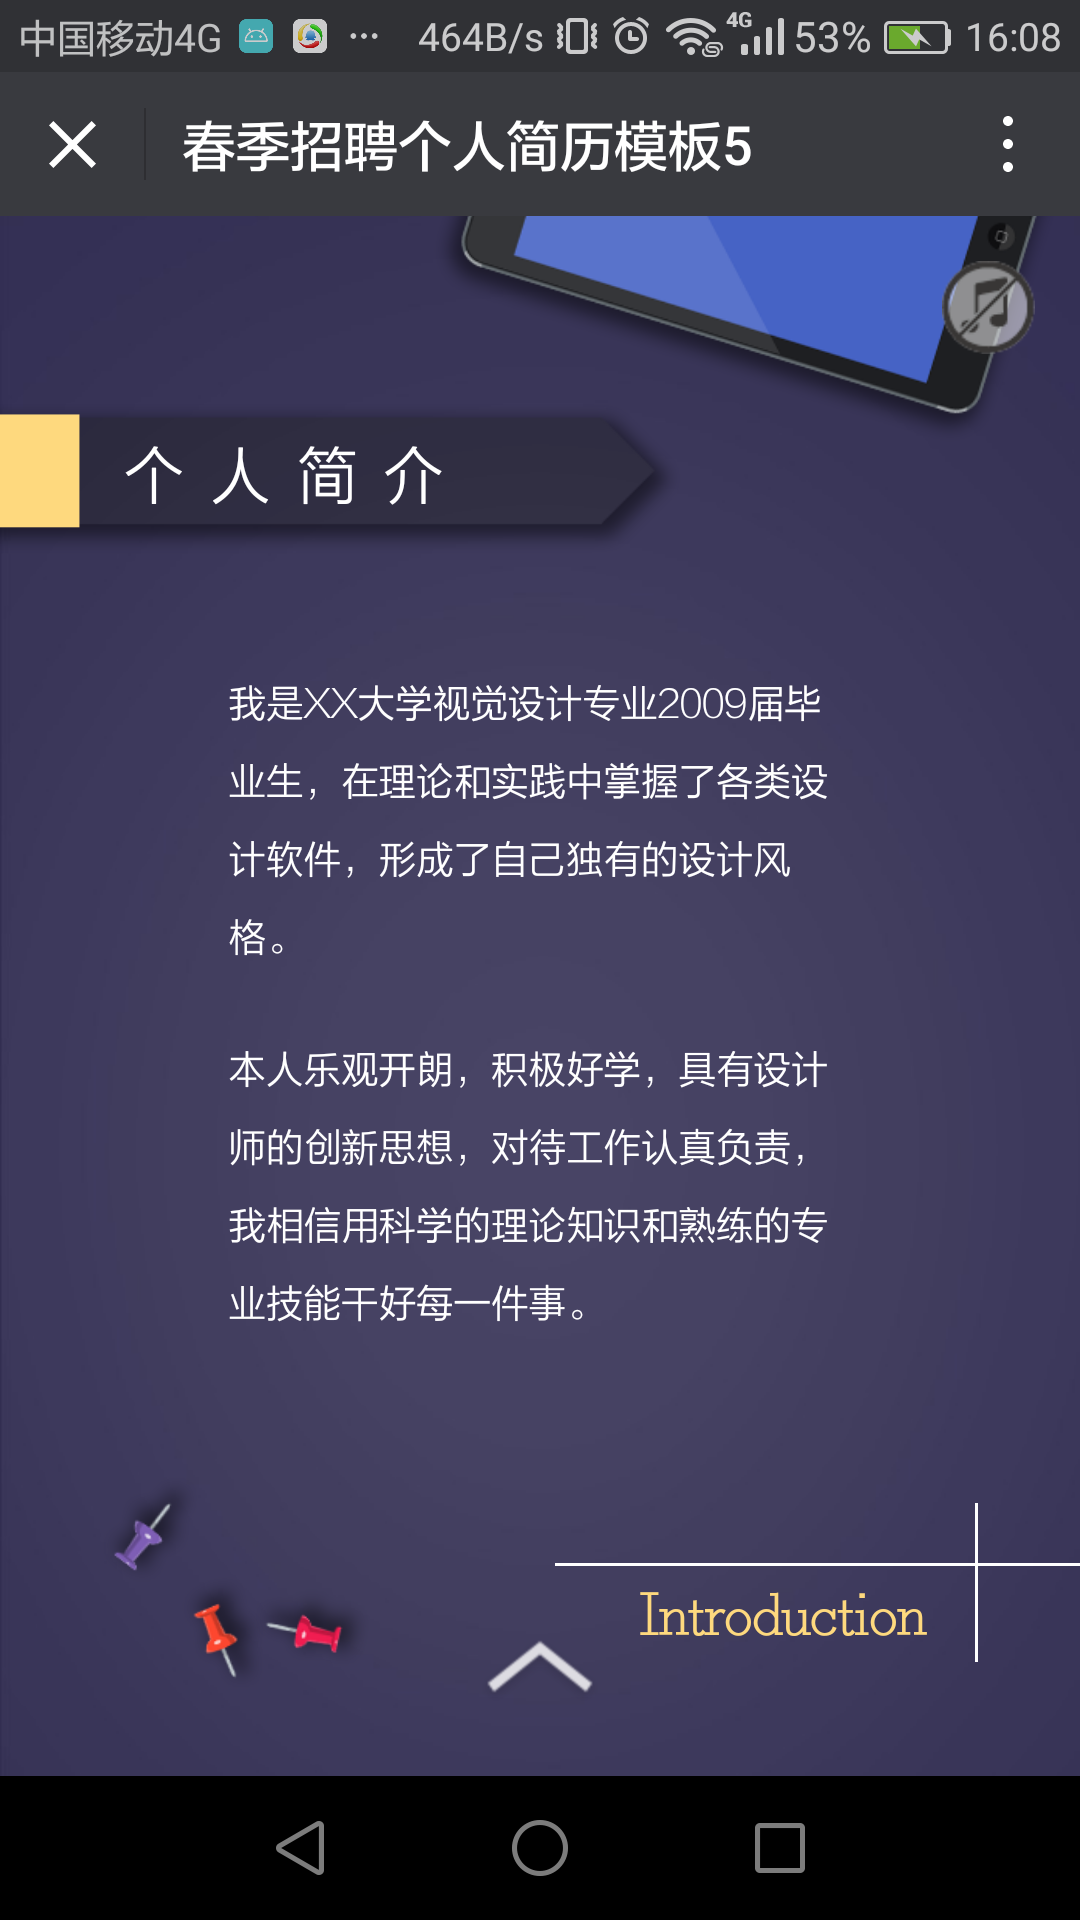 中国移动4G ··· 464B/s 4G 53% 16:08
春季招聘个人简历模板5
个人简介
我是XX大学视觉设计专业2009届毕
业生，在理论和实践中掌握了各类设
计软件，形成了自己独有的设计风
格。
本人乐观开朗，积极好学，具有设计
师的创新思想，对待工作认真负责，
我相信用科学的理论知识和熟练的专
业技能干好每一件事。
Introduction